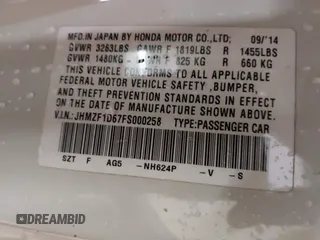 MFD.IN JAPAN BY HONDA MOTOR CO.,LTD; 09/'14
GVWR 3263LBS GAWR F 1819LBS R 1455LBS
GVWR 1480KG GAWR F 825 KG R 660 KG
THIS VEHICLE CONFORMS TO ALL APPLICABLE
FEDERAL MOTOR VEHICLE SAFETY, BUMPER,
AND THEFT PREVENTION STANDARDS IN EFFECT
ON THE DATE OF MANUFACTURE SHOWN ABOVE.
V.I.N.: JHMZF1D67FS000258 TYPE:PASSENGER CAR
SZT F AG5 -NH624P -V -S
DREAMBID